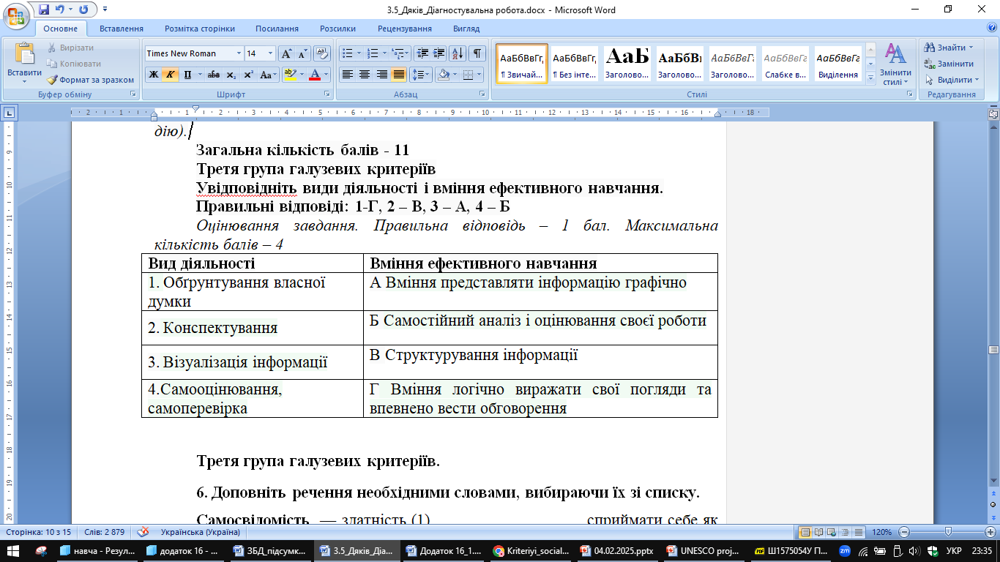 3.5_Дяків_Діагностувальна робота.docx - Microsoft Word
Основне Вставлення Розмітка сторінки Посилання Розсилки Рецензування Вигляд
Вставити
Вирізати
Копіювати
Формат за зразком
Буфер обміну
Times New Roman 14
Шрифт
Абзац
АаБбВвГг, АаБбВвГг, АаБ АаБбВв АаБбВвГг АаБбВвГг АаБбВвГг
¶ Звичай... ¶ Без інте... Заголово... Заголово... Заголово... Слабке в... Виділення
Стилі
Змінити стилі
Знайти
Замінити
Виділити
Редагування
дію).
Загальна кількість балів - 11
Третя група галузевих критеріїв
Увідповідніть види діяльності і вміння ефективного навчання.
Правильні відповіді: 1-Г, 2 – В, 3 – А, 4 – Б
Оцінювання завдання. Правильна відповідь – 1 бал. Максимальна
кількість балів – 4
Вид діяльності Вміння ефективного навчання
1. Обґрунтування власної
думки
А Вміння представляти інформацію графічно
2. Конспектування
Б Самостійний аналіз і оцінювання своєї роботи
3. Візуалізація інформації
В Структурування інформації
4.Самооцінювання,
самоперевірка
Г Вміння логічно виражати свої погляди та
впевнено вести обговорення
Третя група галузевих критеріїв.
6. Доповніть речення необхідними словами, вибираючи їх зі списку.
Самосвідомість — здатність (1) ____________ сприймати себе як
Сторінка: 10 з 15 Слів: 2 879 Українська (Україна) 120%
навча - Резул... додаток 16 - ... ЗБД_підсумк... 3.5_Дяків_Діа... Додаток 16_1.... Kriteriyi_social... 04.02.2025.pptx UNESCO proj... Ш1575054У П... УКР 23:35